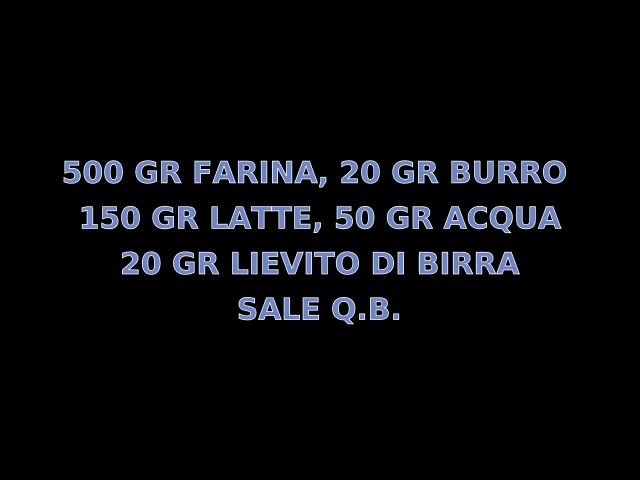 500 GR FARINA, 20 GR BURRO
150 GR LATTE, 50 GR ACQUA
20 GR LIEVITO DI BIRRA
SALE Q.B.